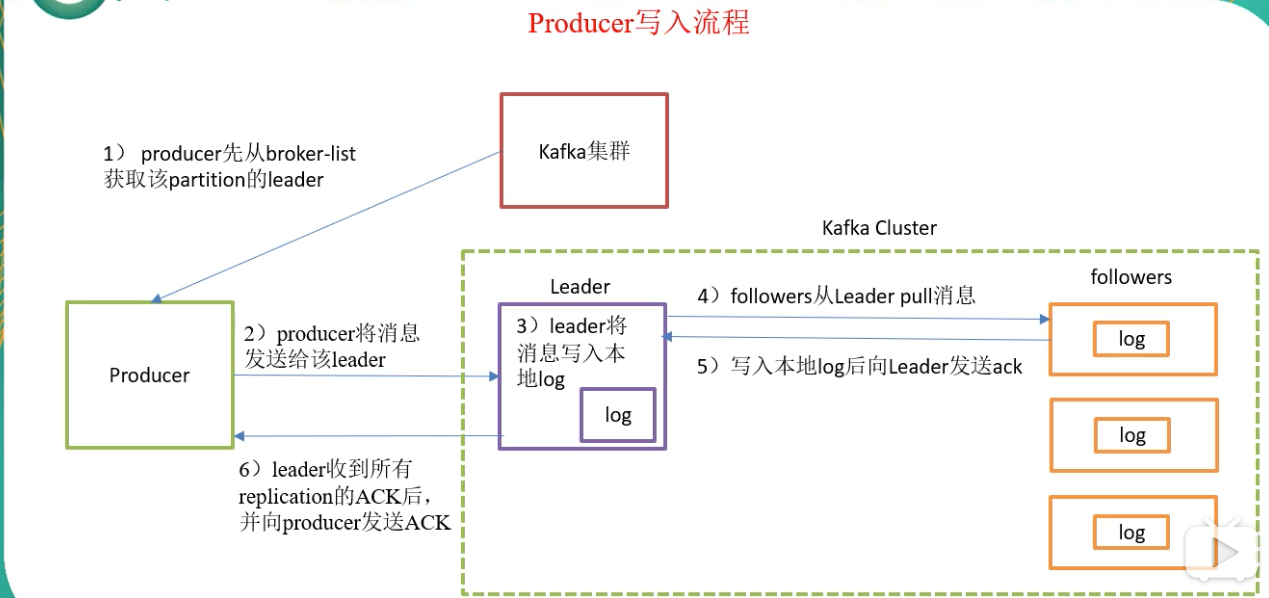 Producer写入流程
Kafka集群
1） producer先从broker-list
获取该partition的leader
Kafka Cluster
Leader
followers
Producer
2）producer将消息
发送给该leader
3）leader将
消息写入本
地log
log
4）followers从Leader pull消息
5）写入本地log后向Leader发送ack
log
log
log
6）leader收到所有
replication的ACK后，
并向producer发送ACK